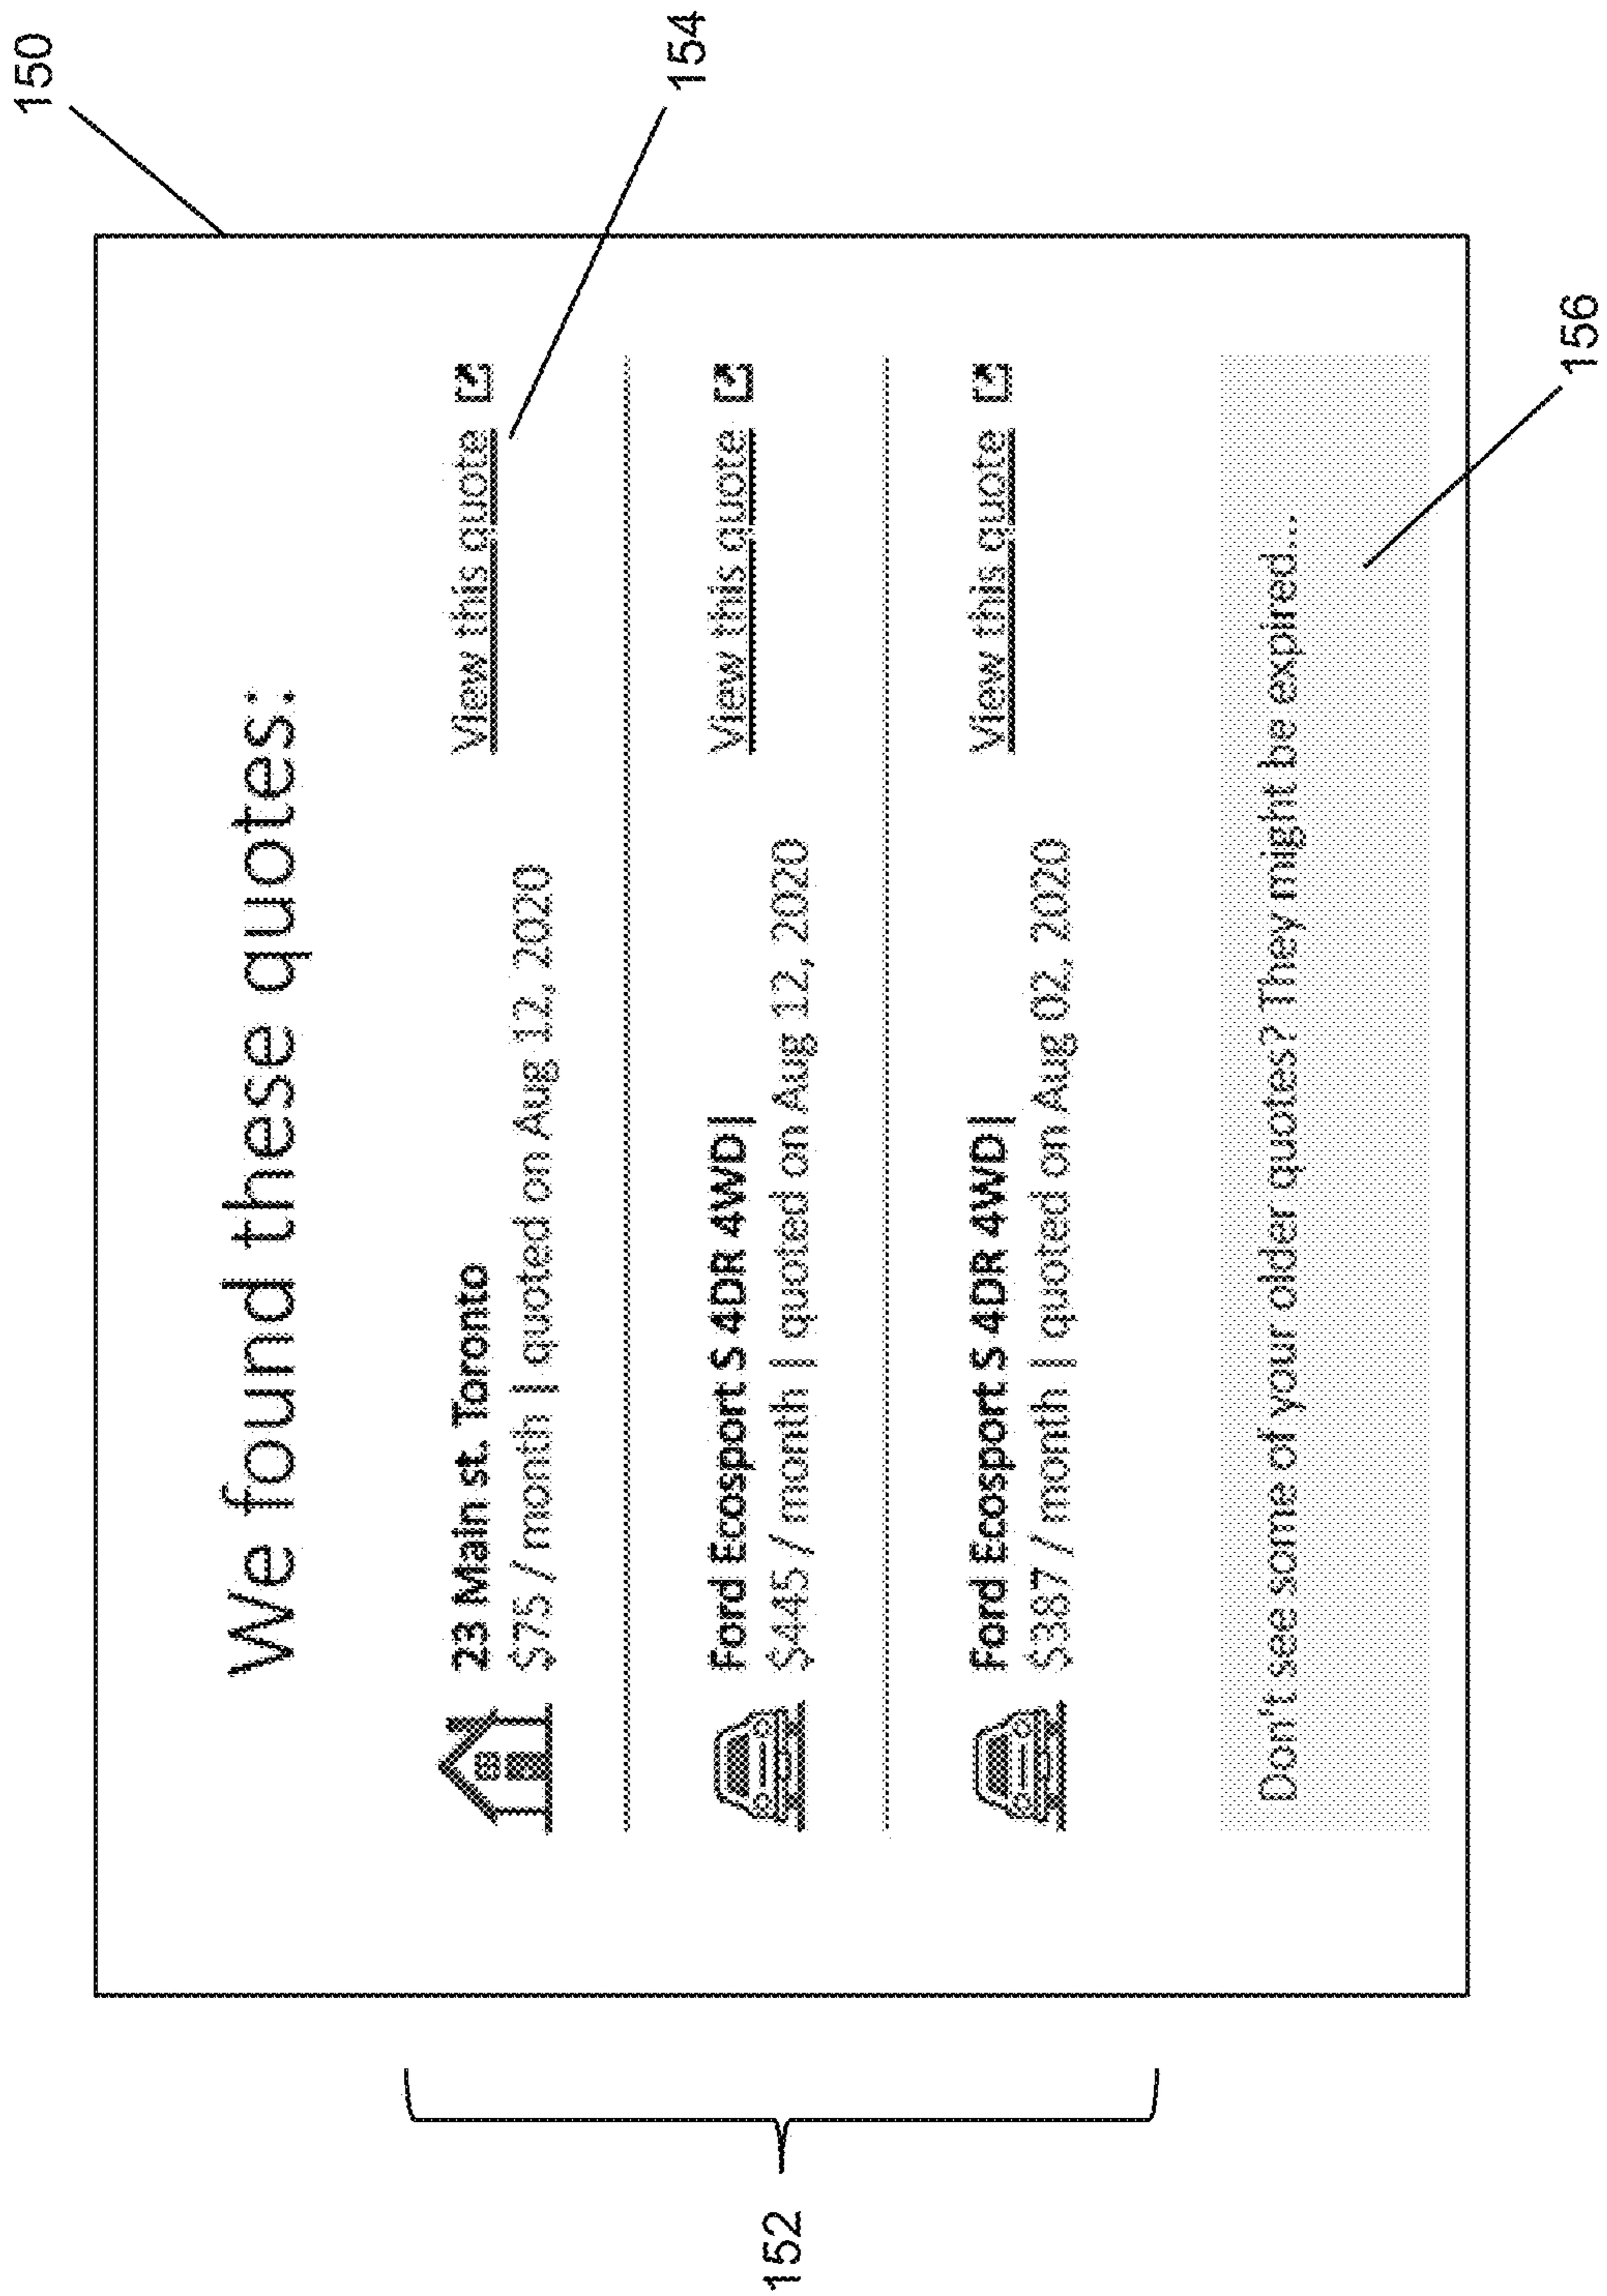 150
We found these quotes:
23 Main st. Toronto
$75 / month | quoted on Aug 12, 2020
View this quote
154
Ford Ecosport S 4DR 4WD|
$445 / month | quoted on Aug 12, 2020
View this quote
152
Ford Ecosport S 4DR 4WD|
$387 / month | quoted on Aug 02, 2020
View this quote
Don't see some of your older quotes? They might be expired...
156